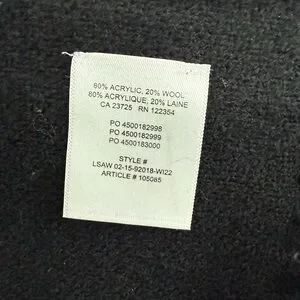 80% ACRYLIC, 20% WOOL
80% ACRYLIQUE, 20% LAINE
CA 23725 RN 122354
PO 4500182998
PO 4500182999
PO 4500183000
STYLE #
LSAW 02-15-92018-WI22
ARTICLE # 105085